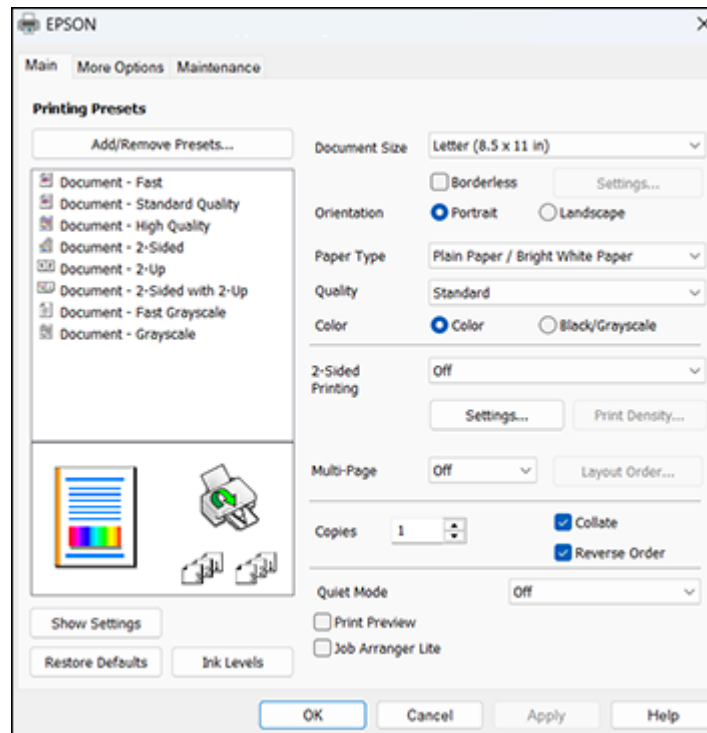 EPSON
Main More Options Maintenance
Printing Presets
Add/Remove Presets...
Document - Fast
Document - Standard Quality
Document - High Quality
Document - 2-Sided
Document - 2-Up
Document - 2-Sided with 2-Up
Document - Fast Grayscale
Document - Grayscale
Show Settings
Restore Defaults Ink Levels
Document Size Letter (8.5 x 11 in)
Borderless Settings...
Orientation Portrait Landscape
Paper Type Plain Paper / Bright White Paper
Quality Standard
Color Color Black/Grayscale
2-Sided Off
Printing
Settings... Print Density...
Multi-Page Off Layout Order...
Copies 1 Collate
Reverse Order
Quiet Mode Off
Print Preview
Job Arranger Lite
OK Cancel Apply Help